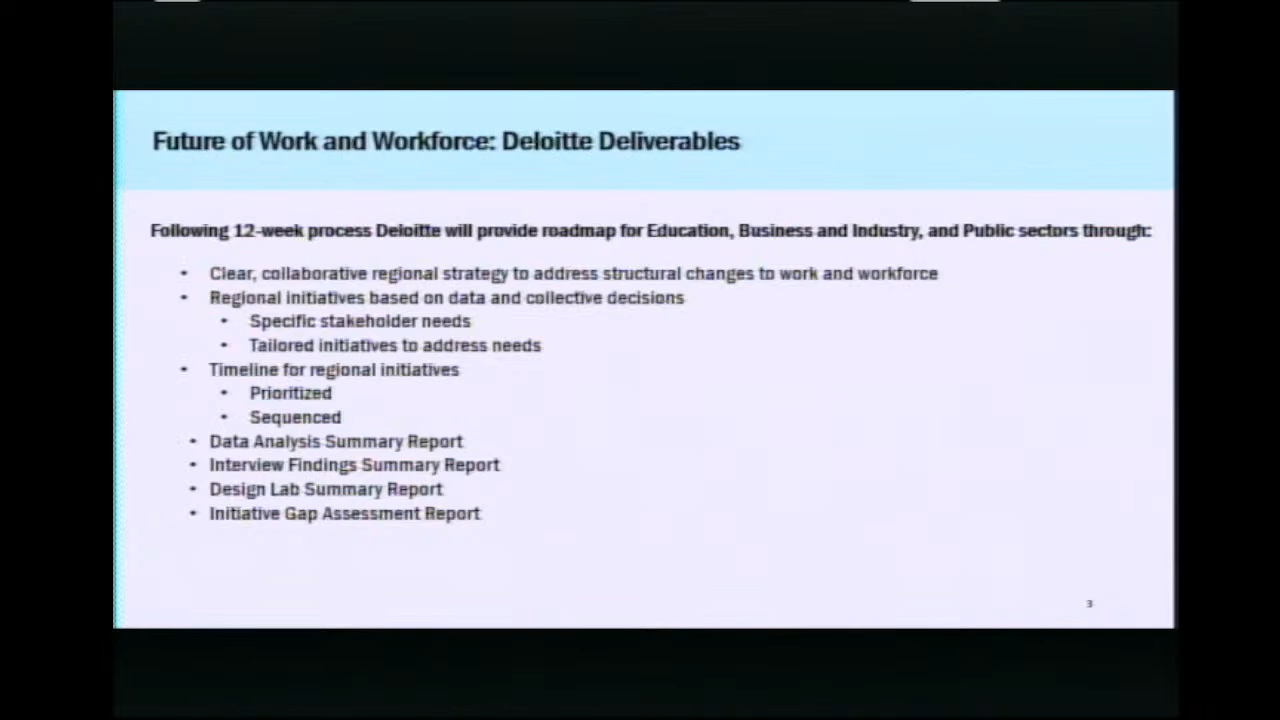 Future of Work and Workforce: Deloitte Deliverables
Following 12-week process Deloitte will provide roadmap for Education, Business and Industry, and Public sectors through:
• Clear, collaborative regional strategy to address structural changes to work and workforce
• Regional initiatives based on data and collective decisions
• Specific stakeholder needs
• Tailored initiatives to address needs
• Timeline for regional initiatives
• Prioritized
• Sequenced
• Data Analysis Summary Report
• Interview Findings Summary Report
• Design Lab Summary Report
• Initiative Gap Assessment Report
3